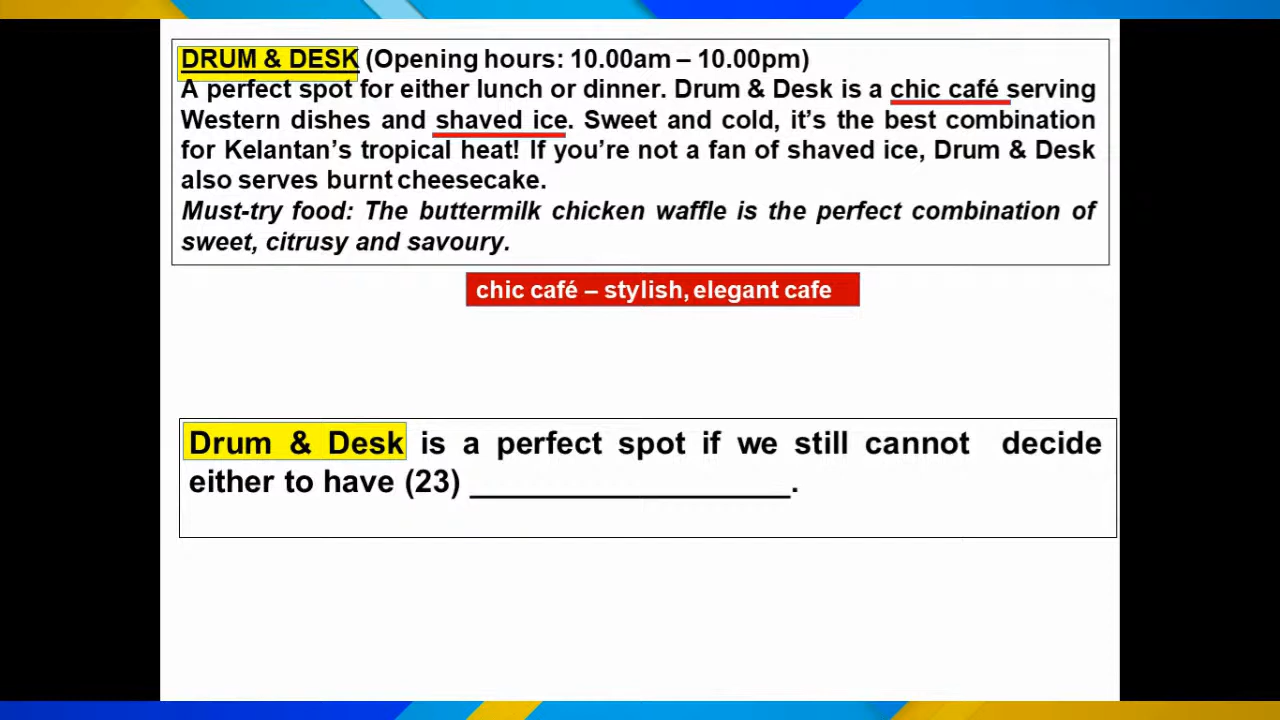 DRUM & DESK (Opening hours: 10.00am – 10.00pm)
A perfect spot for either lunch or dinner. Drum & Desk is a chic café serving
Western dishes and shaved ice. Sweet and cold, it’s the best combination
for Kelantan’s tropical heat! If you’re not a fan of shaved ice, Drum & Desk
also serves burnt cheesecake.
Must-try food: The buttermilk chicken waffle is the perfect combination of
sweet, citrusy and savoury.
chic café – stylish, elegant cafe
Drum & Desk is a perfect spot if we still cannot decide
either to have (23) ___________________.